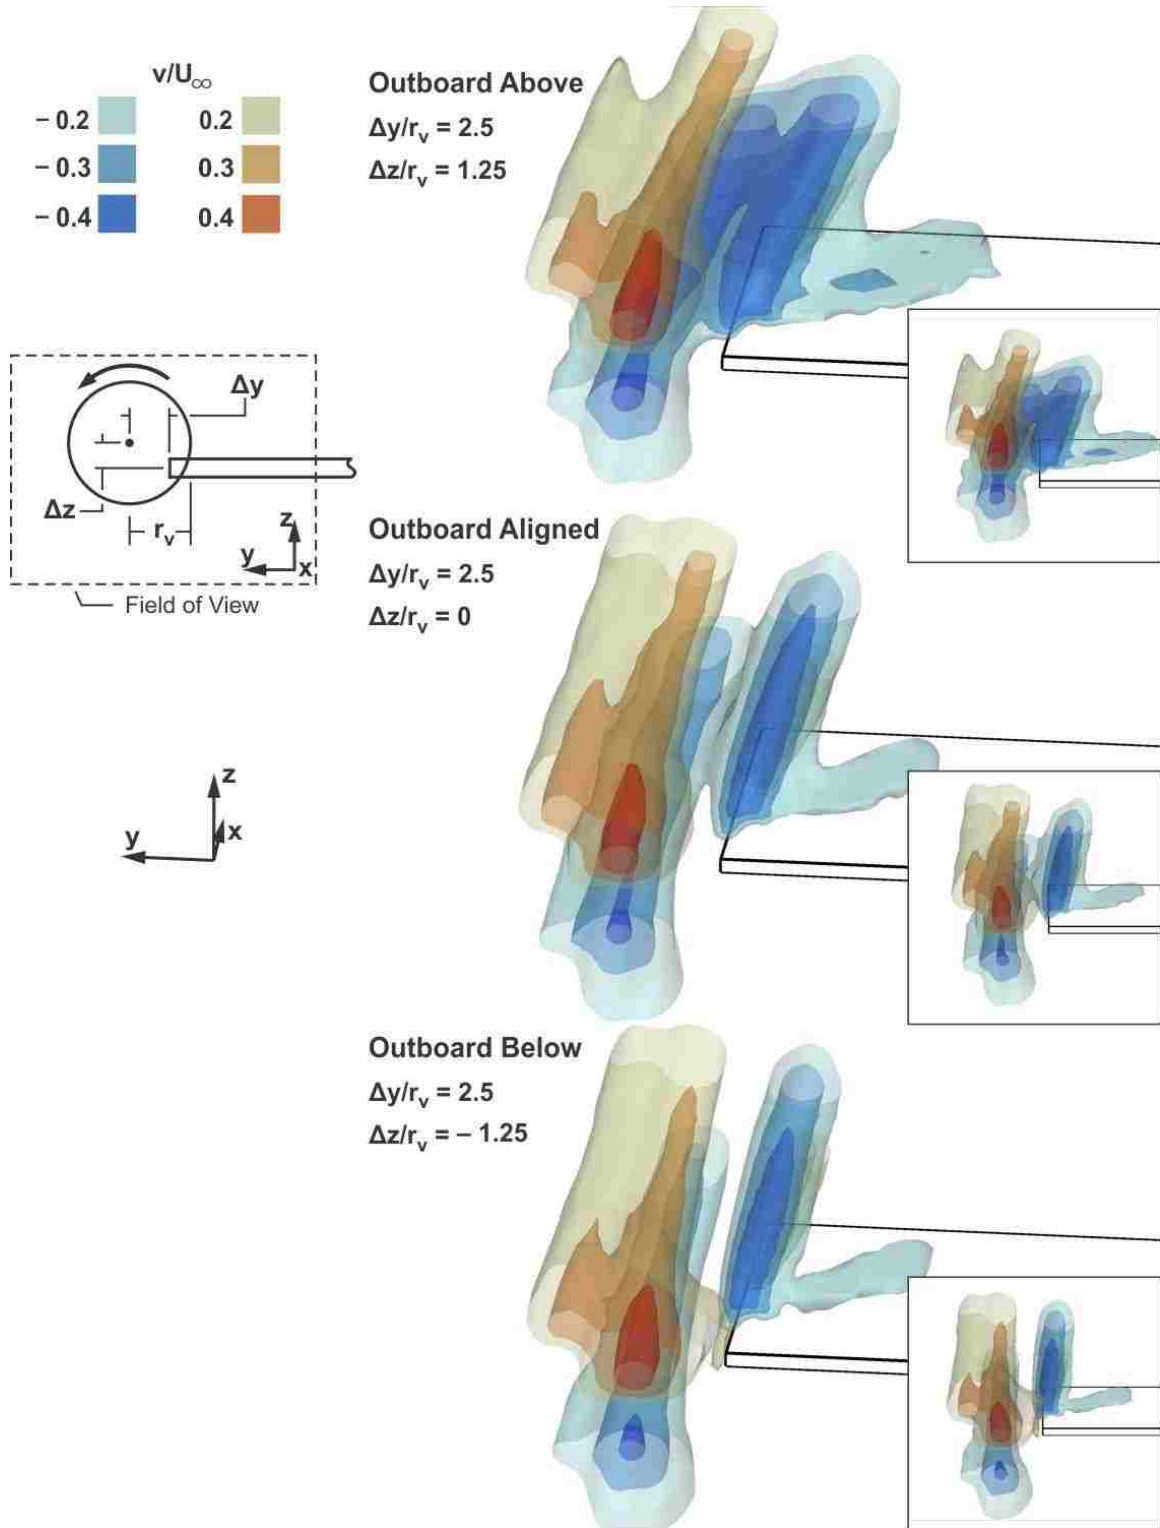 v/U∞
− 0.2 0.2
− 0.3 0.3
− 0.4 0.4
Outboard Above
Δy/rv = 2.5
Δz/rv = 1.25
Δy
Δz
rv
z
y
x
Field of View
Outboard Aligned
Δy/rv = 2.5
Δz/rv = 0
z
y
x
Outboard Below
Δy/rv = 2.5
Δz/rv = − 1.25